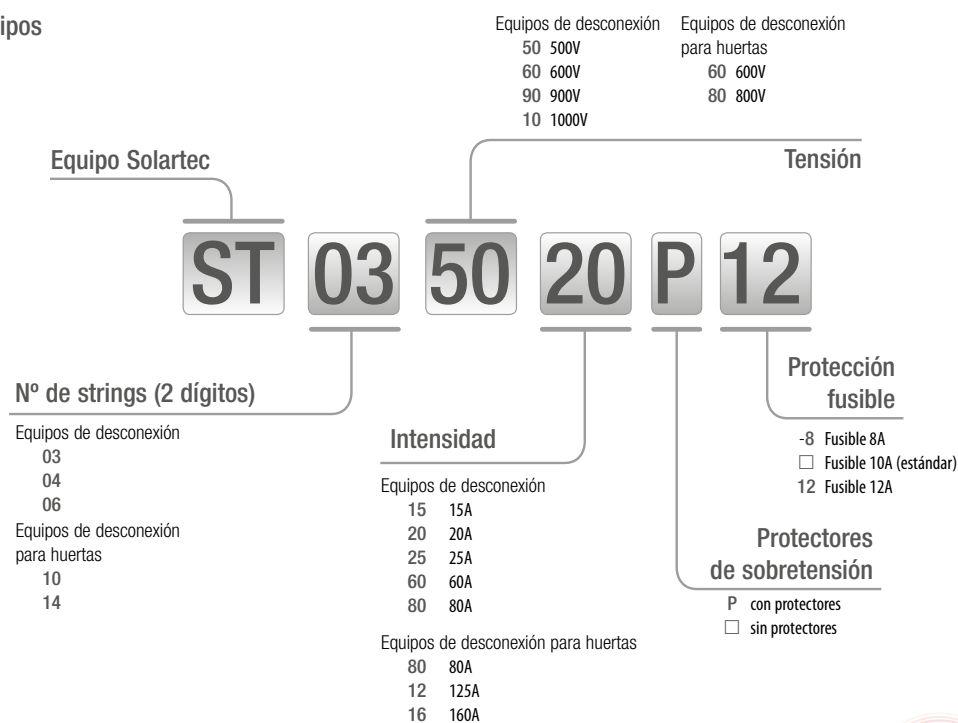 ipos
Equipos de desconexión
50 500V
60 600V
90 900V
10 1000V
Equipos de desconexión
para huertas
60 600V
80 800V
Equipo Solartec
Tensión
ST 03 50 20 P 12
Nº de strings (2 dígitos)
Equipos de desconexión
03
04
06
Equipos de desconexión
para huertas
10
14
Intensidad
Equipos de desconexión
15 15A
20 20A
25 25A
60 60A
80 80A
Equipos de desconexión para huertas
80 80A
12 125A
16 160A
Protección
fusible
-8 Fusible 8A
□ Fusible 10A (estándar)
12 Fusible 12A
Protectores
de sobretensión
P con protectores
□ sin protectores